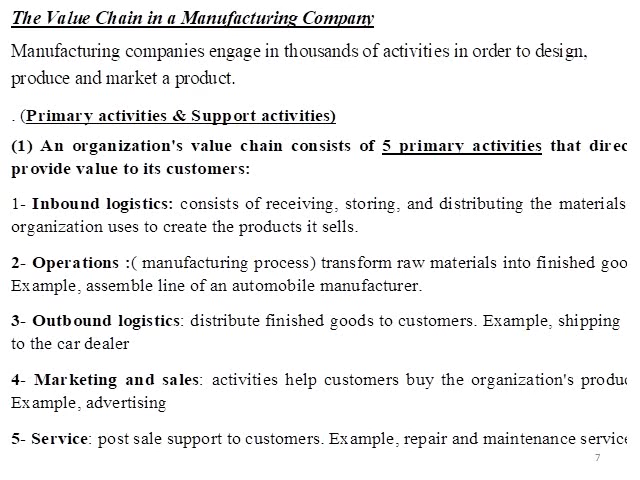 The Value Chain in a Manufacturing Company
Manufacturing companies engage in thousands of activities in order to design,
produce and market a product.
. (Primary activities & Support activities)
(1) An organization's value chain consists of 5 primary activities that direc
provide value to its customers:
1- Inbound logistics: consists of receiving, storing, and distributing the materials
organization uses to create the products it sells.
2- Operations :( manufacturing process) transform raw materials into finished goo
Example, assemble line of an automobile manufacturer.
3- Outbound logistics: distribute finished goods to customers. Example, shipping
to the car dealer
4- Marketing and sales: activities help customers buy the organization's produc
Example, advertising
5- Service: post sale support to customers. Example, repair and maintenance service
7